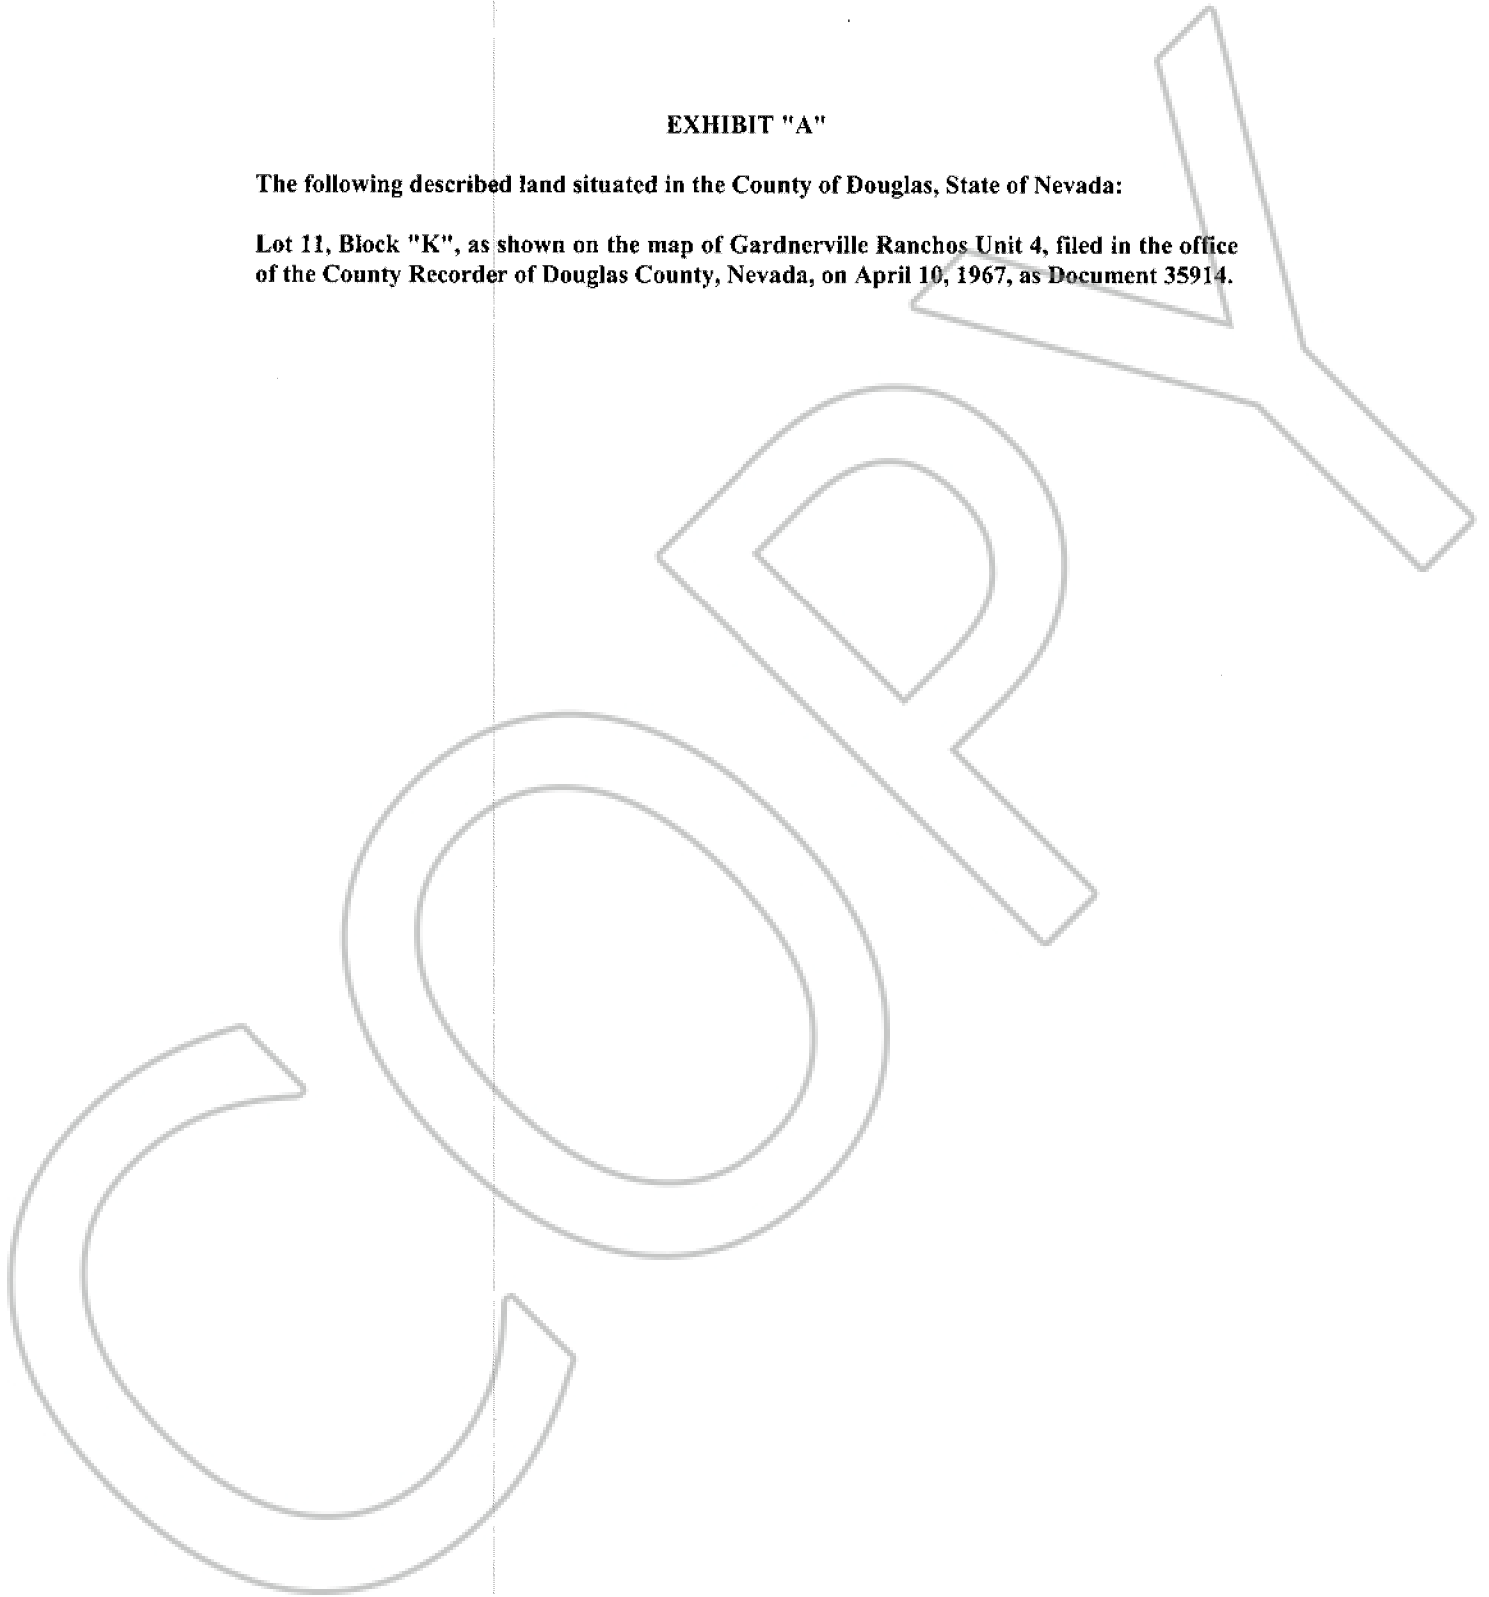 EXHIBIT "A"
The following described land situated in the County of Douglas, State of Nevada:
Lot 11, Block "K", as shown on the map of Gardnerville Ranchos Unit 4, filed in the office
of the County Recorder of Douglas County, Nevada, on April 10, 1967, as Document 35914.
COPY